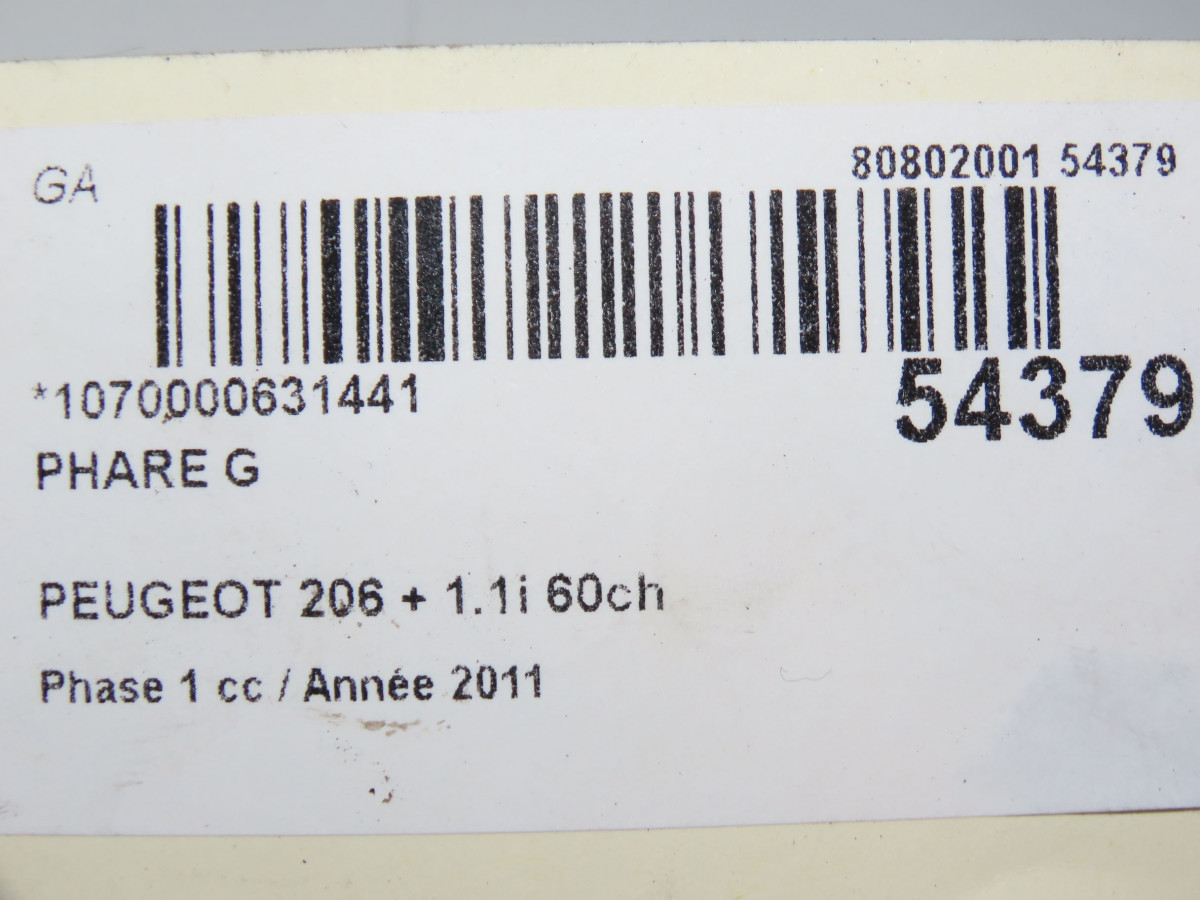 GA
80802001 54379
*1070000631441
54379
PHARE G
PEUGEOT 206 + 1.1i 60ch
Phase 1 cc / Année 2011